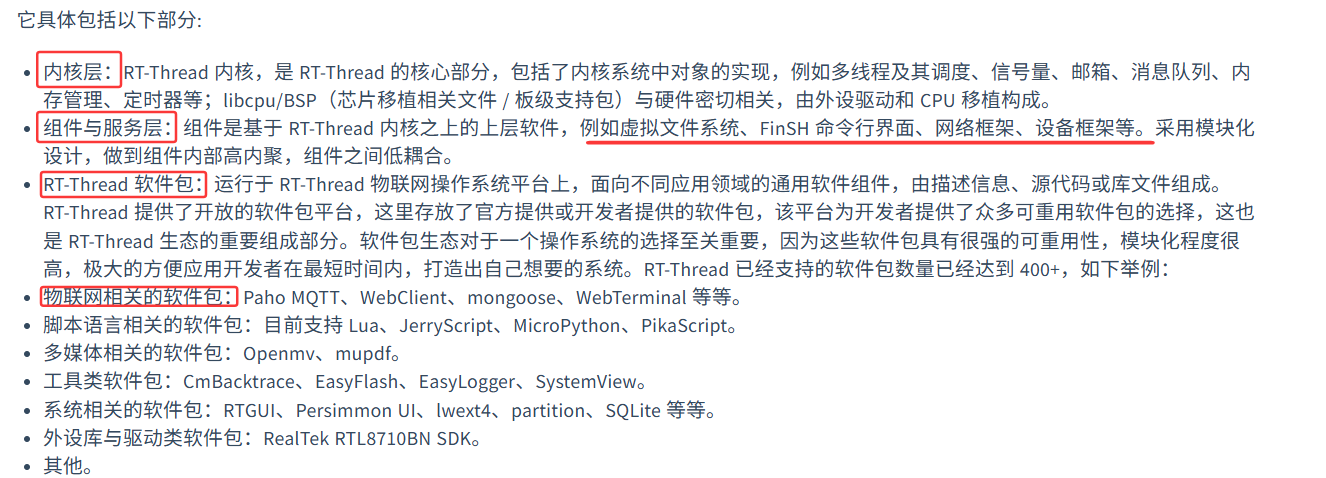 它具体包括以下部分:
• 内核层：RT-Thread 内核，是 RT-Thread 的核心部分，包括了内核系统中对象的实现，例如多线程及其调度、信号量、邮箱、消息队列、内
存管理、定时器等；libcpu/BSP（芯片移植相关文件 / 板级支持包）与硬件密切相关，由外设驱动和 CPU 移植构成。
• 组件与服务层：组件是基于 RT-Thread 内核之上的上层软件，例如虚拟文件系统、FinSH 命令行界面、网络框架、设备框架等。采用模块化
设计，做到组件内部高内聚，组件之间低耦合。
• RT-Thread 软件包：运行于 RT-Thread 物联网操作系统平台上，面向不同应用领域的通用软件组件，由描述信息、源代码或库文件组成。
RT-Thread 提供了开放的软件包平台，这里存放了官方提供或开发者提供的软件包，该平台为开发者提供了众多可重用软件包的选择，这也
是 RT-Thread 生态的重要组成部分。软件包生态对于一个操作系统的选择至关重要，因为这些软件包具有很强的可重用性，模块化程度很
高，极大的方便应用开发者在最短时间内，打造出自己想要的系统。RT-Thread 已经支持的软件包数量已经达到 400+，如下举例：
• 物联网相关的软件包：Paho MQTT、WebClient、mongoose、WebTerminal 等等。
• 脚本语言相关的软件包：目前支持 Lua、JerryScript、MicroPython、PikaScript。
• 多媒体相关的软件包：Openmv、mupdf。
• 工具类软件包：CmBacktrace、EasyFlash、EasyLogger、SystemView。
• 系统相关的软件包：RTGUI、Persimmon UI、lwext4、partition、SQLite 等等。
• 外设库与驱动类软件包：RealTek RTL8710BN SDK。
• 其他。